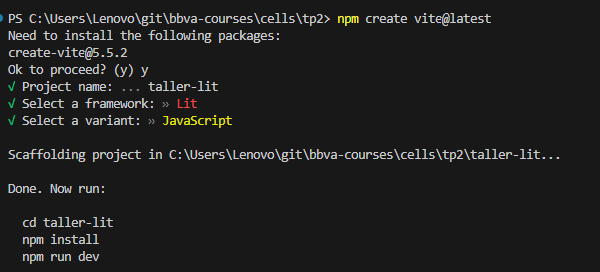 PS C:\Users\Lenovo\git\bbva-courses\cells\tp2> npm create vite@latest
Need to install the following packages:
create-vite@5.5.2
Ok to proceed? (y) y
√ Project name: ... taller-lit
√ Select a framework: » Lit
√ Select a variant: » JavaScript
Scaffolding project in C:\Users\Lenovo\git\bbva-courses\cells\tp2\taller-lit...
Done. Now run:
cd taller-lit
npm install
npm run dev